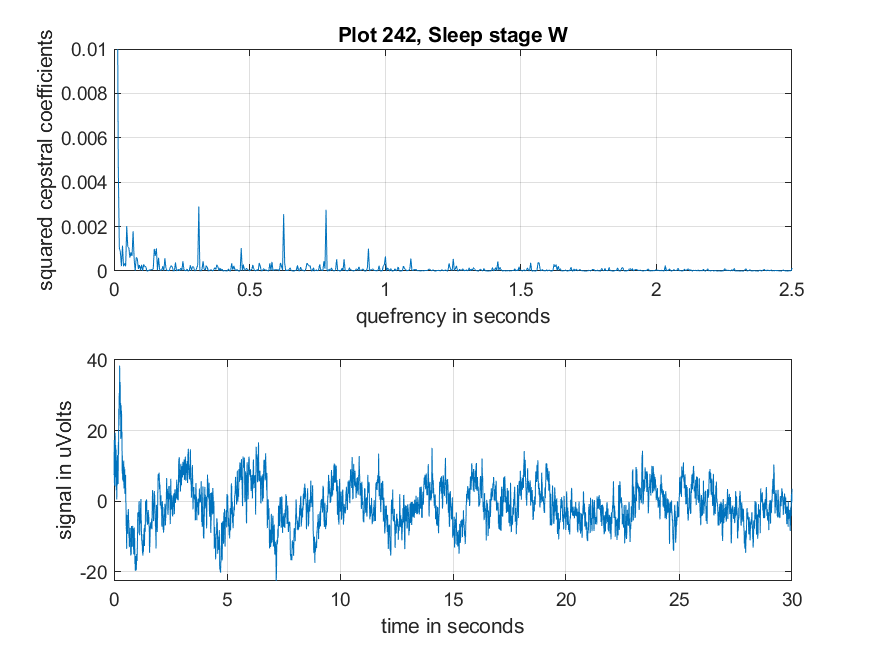 Plot 242, Sleep stage W
squared cepstral coefficients
0.01
0.008
0.006
0.004
0.002
0
0 0.5 1 1.5 2 2.5
quefrency in seconds
signal in uVolts
40
20
0
-20
0 5 10 15 20 25 30
time in seconds